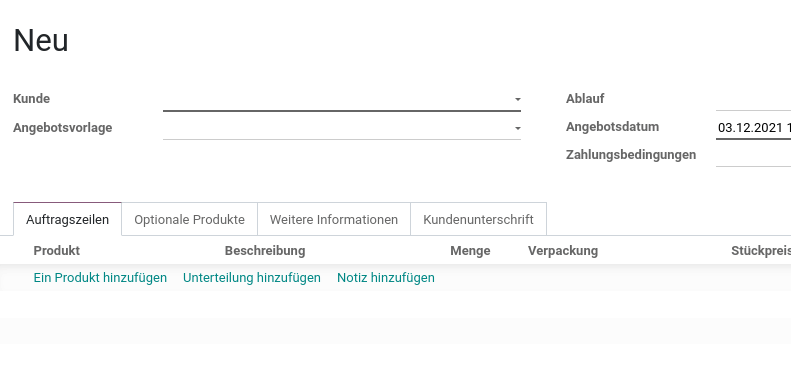 Neu
Kunde
Ablauf
Angebotsvorlage
Angebotsdatum 03.12.2021 1
Zahlungsbedingungen
Auftragszeilen Optionale Produkte Weitere Informationen Kundenunterschrift
Produkt Beschreibung Menge Verpackung Stückpreis
Ein Produkt hinzufügen Unterteilung hinzufügen Notiz hinzufügen